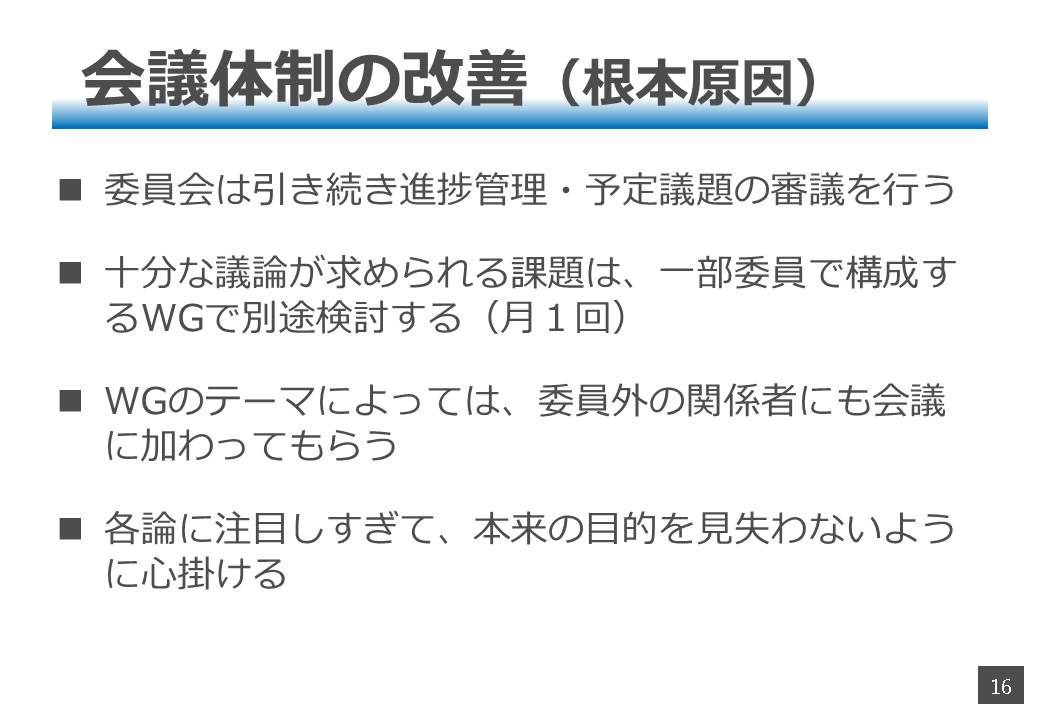 会議体制の改善（根本原因）
■ 委員会は引き続き進捗管理・予定議題の審議を行う
■ 十分な議論が求められる課題は、一部委員で構成す
るWGで別途検討する（月１回）
■ WGのテーマによっては、委員外の関係者にも会議
に加わってもらう
■ 各論に注目しすぎて、本来の目的を見失わないよう
に心掛ける
16